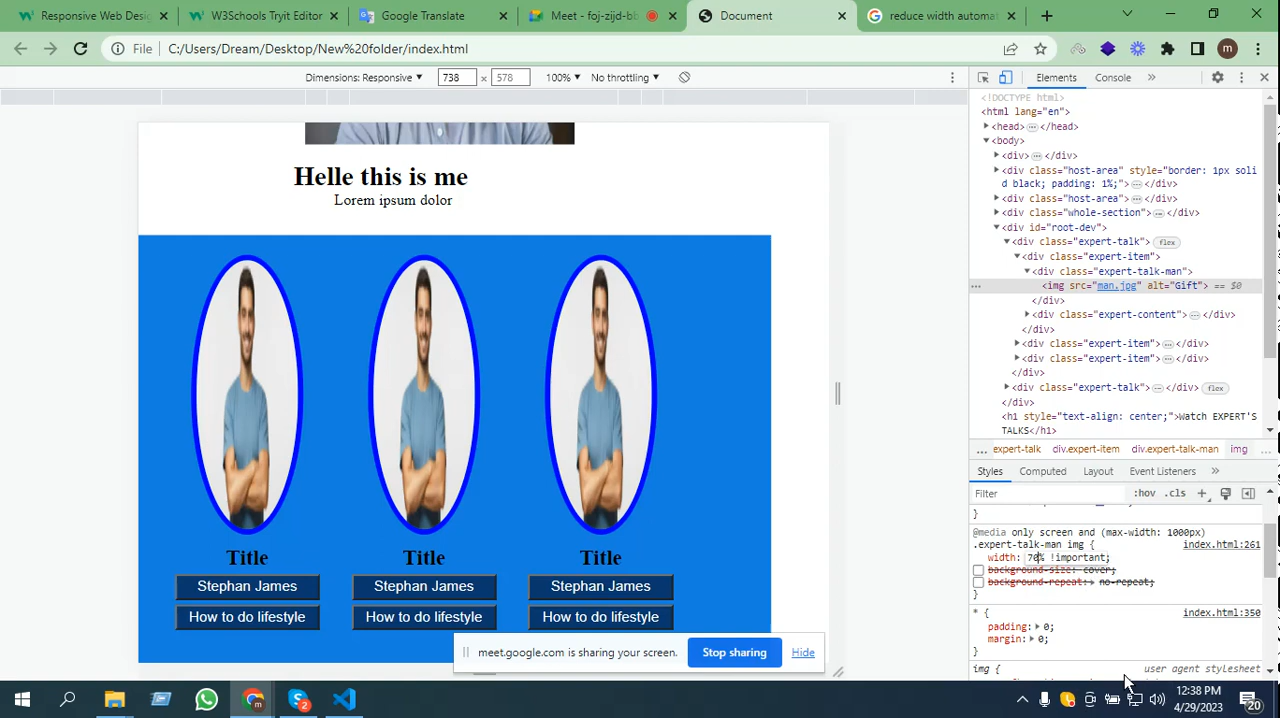 Responsive Web Desig
W3Schools Tryit Editor
Google Translate
Meet - foj-zijd-bb
Document
reduce width automat
File
C:/Users/Dream/Desktop/New%20folder/index.html
m
Dimensions: Responsive
738
×
578
100%
No throttling
Elements
Console
<!DOCTYPE html>
<html lang="en">
<head> </head>
<body>
<div> </div>
<div class="host-area" style="border: 1px soli
d black; padding: 1%;"> </div>
<div class="host-area"> </div>
<div class="whole-section"> </div>
<div id="root-dev">
<div class="expert-talk"> flex
<div class="expert-item">
<div class="expert-talk-man">
<img src="man.jpg" alt="Gift"> == $0
</div>
<div class="expert-content"> </div>
</div>
<div class="expert-item"> </div>
<div class="expert-item"> </div>
</div>
<div class="expert-talk"> </div> flex
</div>
<h1 style="text-align: center;">Watch EXPERT'S
TALKS</h1>
... expert-talk div.expert-item div.expert-talk-man img ...
Styles Computed Layout Event Listeners
Filter
:hov .cls
}
@media only screen and (max-width: 1000px)
.expert-talk-man img { index.html:261
width: 70% !important;
background-size: cover;
background-repeat: no-repeat;
}
* { index.html:350
padding: 0;
margin: 0;
}
img { user agent stylesheet
Helle this is me
Lorem ipsum dolor
Title Title Title
Stephan James Stephan James Stephan James
How to do lifestyle How to do lifestyle How to do lifestyle
meet.google.com is sharing your screen.
Stop sharing
Hide
2
12:38 PM
4/29/2023
20